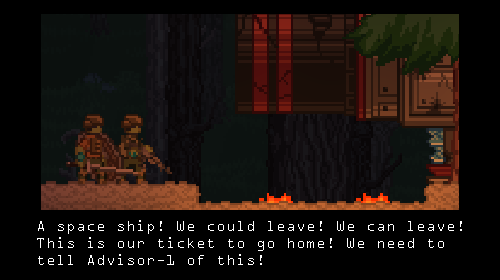 A space ship! We could leave! We can leave!
This is our ticket to go home! We need to
tell Advisor-1 of this!